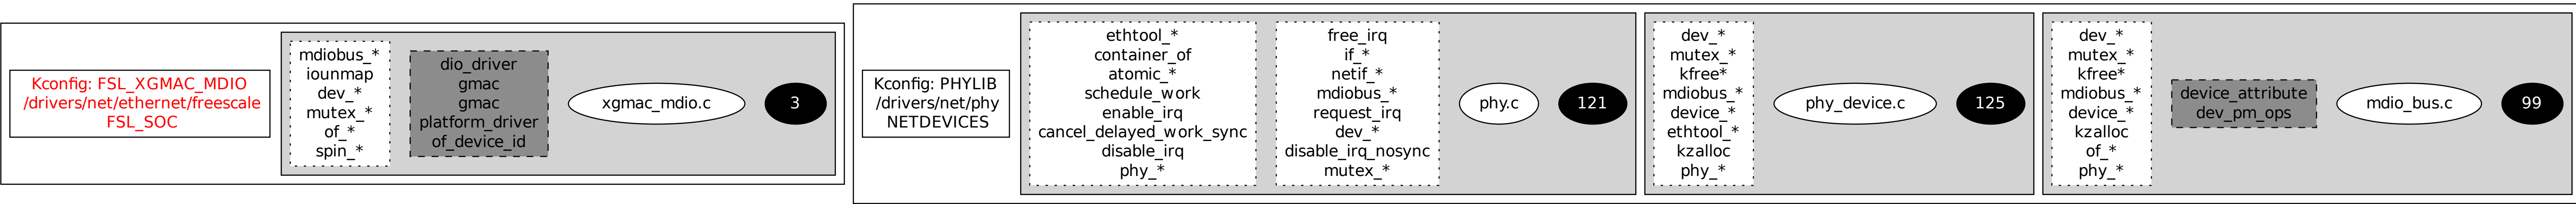 Kconfig: FSL_XGMAC_MDIO
/drivers/net/ethernet/freescale
FSL_SOC
mdiobus_*
iounmap
dev_*
mutex_*
of_*
spin_*
dio_driver
gmac
gmac
platform_driver
of_device_id
xgmac_mdio.c
3
Kconfig: PHYLIB
/drivers/net/phy
NETDEVICES
ethtool_*
container_of
atomic_*
schedule_work
enable_irq
cancel_delayed_work_sync
disable_irq
phy_*
free_irq
if_*
netif_*
mdiobus_*
request_irq
dev_*
disable_irq_nosync
mutex_*
phy.c
121
dev_*
mutex_*
kfree*
mdiobus_*
device_*
ethtool_*
kzalloc
phy_*
phy_device.c
125
dev_*
mutex_*
kfree*
mdiobus_*
device_*
kzalloc
of_*
phy_*
device_attribute
dev_pm_ops
mdio_bus.c
99